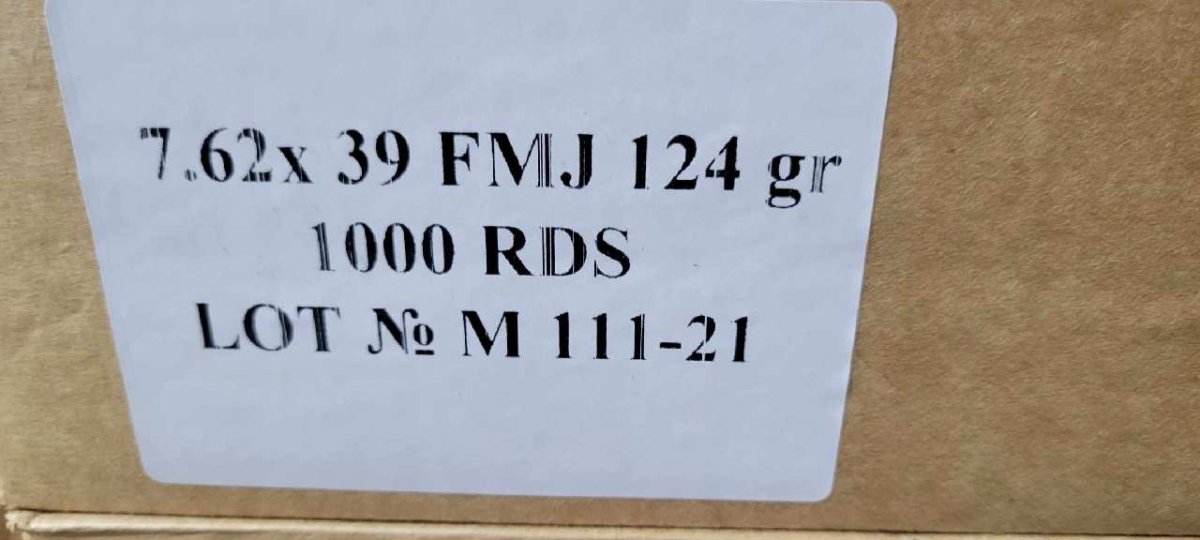 7.62x 39 FMJ 124 gr
1000 RDS
LOT № M 111-21